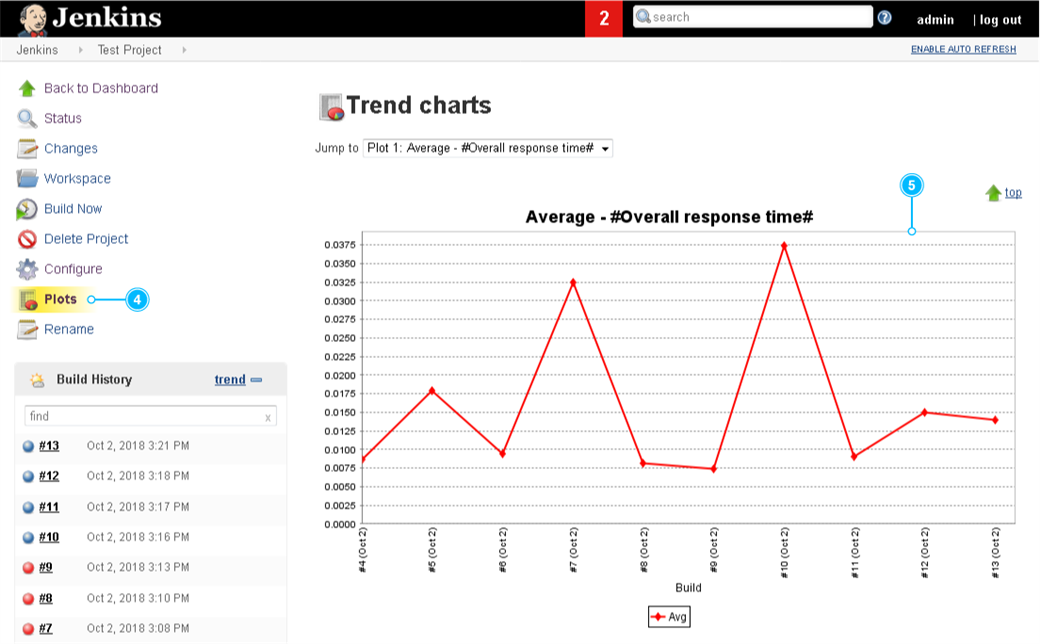 Jenkins
2
search
?
admin | log out
Jenkins Test Project
ENABLE AUTO REFRESH
Back to Dashboard
Status
Changes
Workspace
Build Now
Delete Project
Configure
Plots
4
Rename
Build History trend
find x
#13 Oct 2, 2018 3:21 PM
#12 Oct 2, 2018 3:18 PM
#11 Oct 2, 2018 3:17 PM
#10 Oct 2, 2018 3:16 PM
#9 Oct 2, 2018 3:13 PM
#8 Oct 2, 2018 3:10 PM
#7 Oct 2, 2018 3:08 PM
Trend charts
Jump to Plot 1: Average - #Overall response time#
5
top
Average - #Overall response time#
0.0375
0.0350
0.0325
0.0300
0.0275
0.0250
0.0225
0.0200
0.0175
0.0150
0.0125
0.0100
0.0075
0.0050
0.0025
0.0000
#4 (Oct 2)
#5 (Oct 2)
#6 (Oct 2)
#7 (Oct 2)
#8 (Oct 2)
#9 (Oct 2)
#10 (Oct 2)
#11 (Oct 2)
#12 (Oct 2)
#13 (Oct 2)
Build
Avg